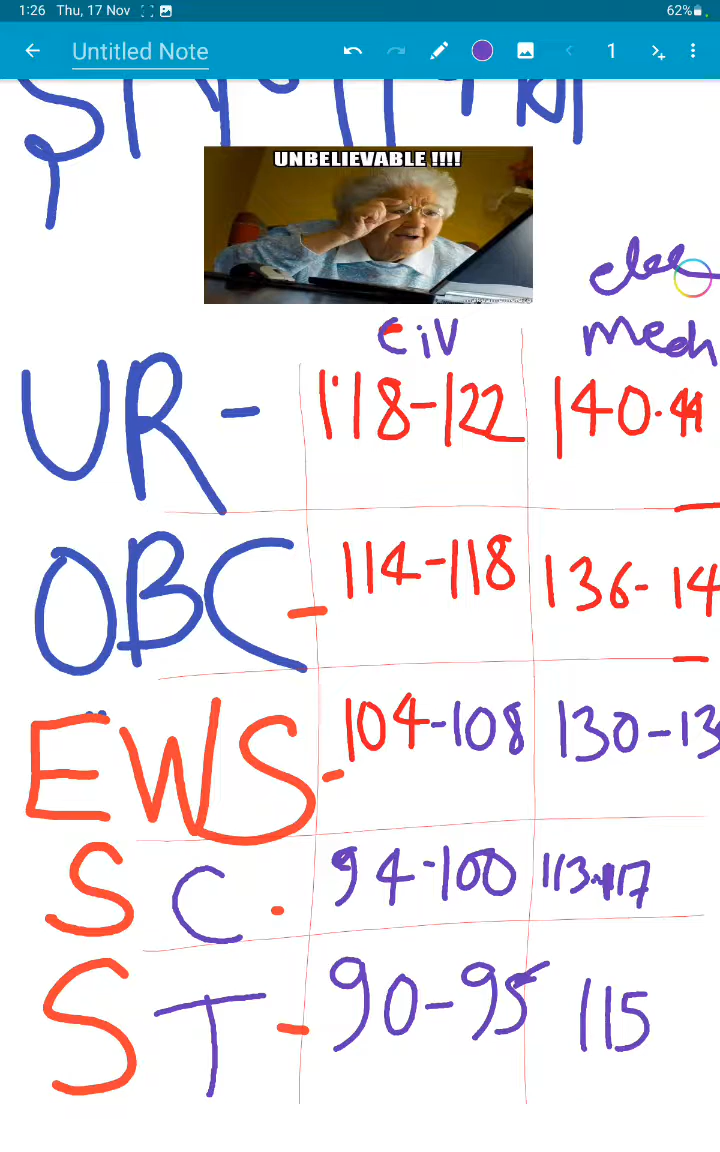 1:26 Thu, 17 Nov 62%
Untitled Note 1
UNBELIEVABLE !!!!
Civ Mech
UR - 118-122 140-44
OBC - 114-118 136-14
EWS - 104-108 130-13
SC - 94-100 113-117
ST - 90-95 115